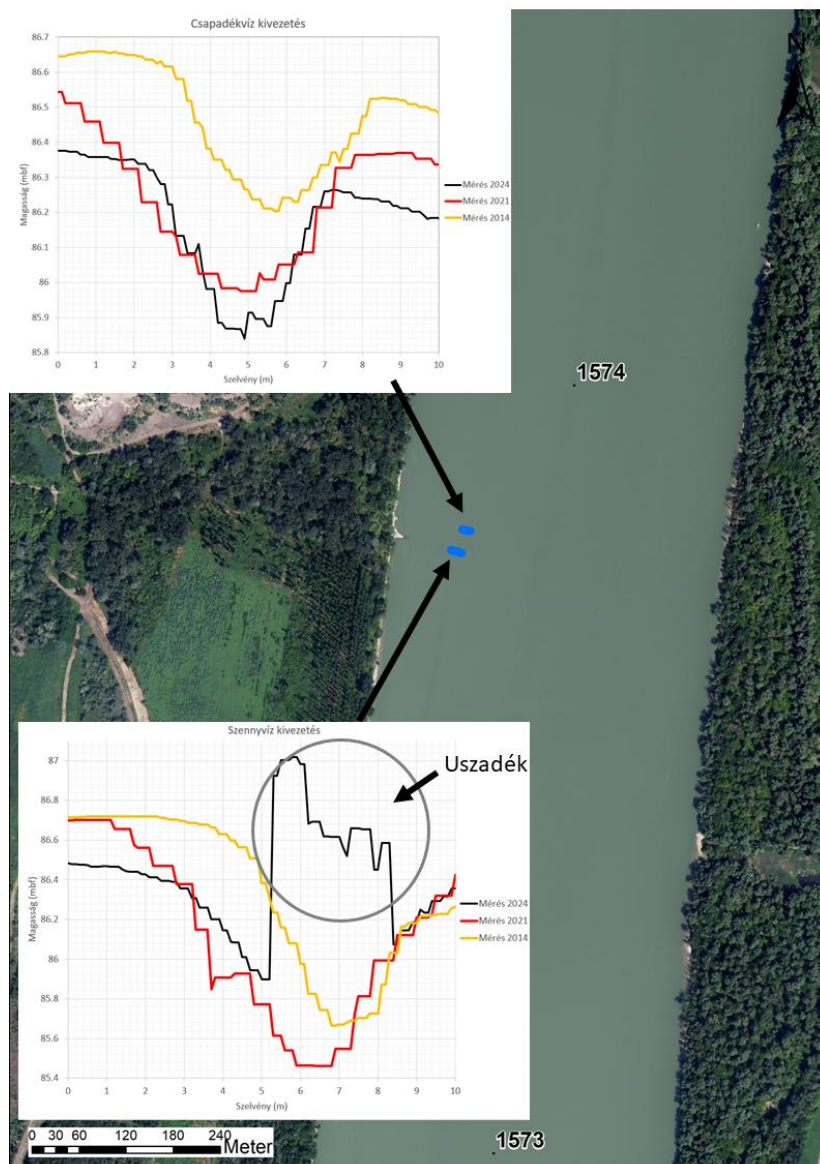 Csapadékvíz kivezetés
86.7
86.6
86.5
86.4
86.3
86.2
86.1
86
85.9
85.8
Magasság (mbf)
0 1 2 3 4 5 6 7 8 9 10
Szelvény (m)
Mérés 2024
Mérés 2021
Mérés 2014
N
1574
Szennyvíz kivezetés
87
86.8
86.6
86.4
86.2
86
85.8
85.6
85.4
Magasság (mbf)
0 1 2 3 4 5 6 7 8 9 10
Szelvény (m)
Uszadék
Mérés 2024
Mérés 2021
Mérés 2014
0 30 60 120 180 240 Meter
1573